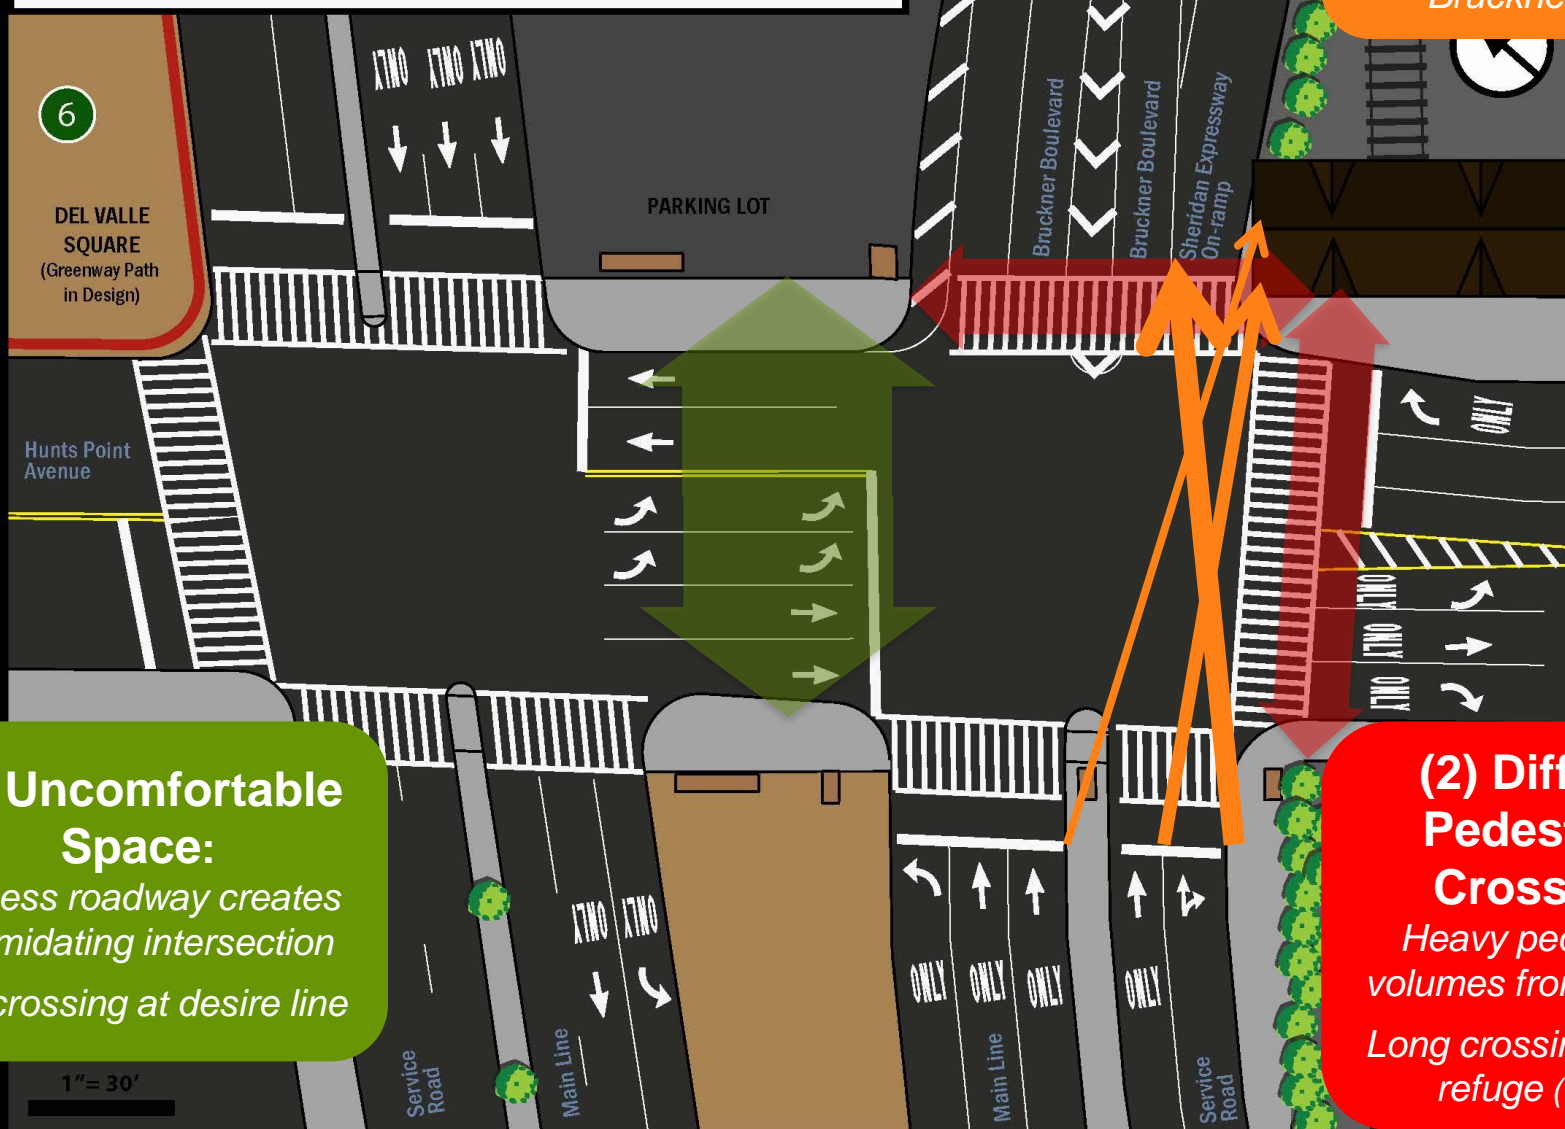 ONLY ONLY ONLY
6
DEL VALLE
SQUARE
(Greenway Path
in Design)
PARKING LOT
Bruckner Boulevard
Bruckner Boulevard
Sheridan Expressway
On-ramp
Hunts Point
Avenue
ONLY
ONLY
ONLY
ONLY
Uncomfortable
Space:
ess roadway creates
midating intersection
crossing at desire line
1"= 30'
Service
Road
ONLY ONLY
Main Line
ONLY ONLY ONLY
ONLY
Main Line
Service
Road
(2) Diff
Pedes
Cross
Heavy pe
volumes fro
Long crossi
refuge (